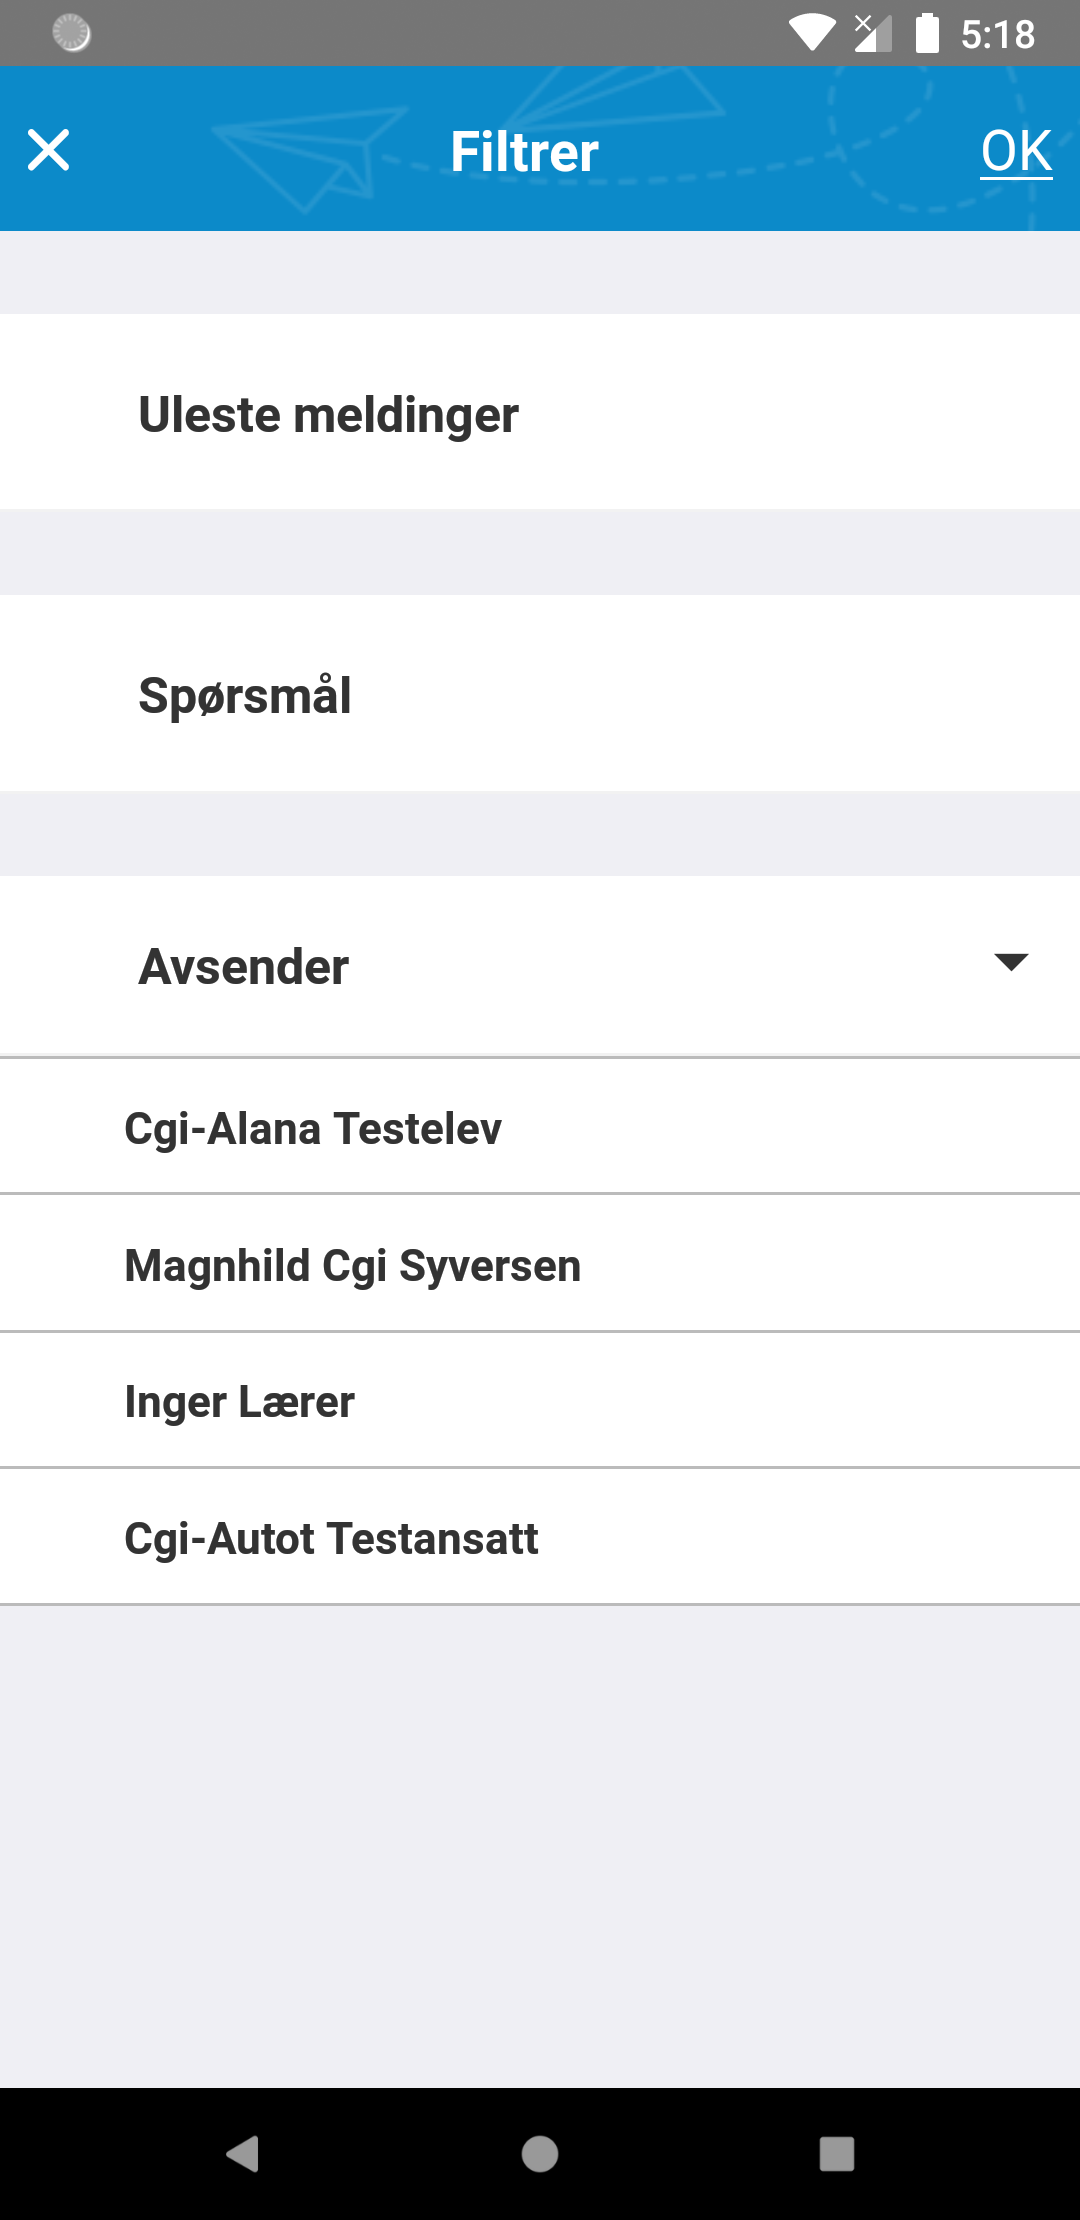 5:18
Filtrer
OK
Uleste meldinger
Spørsmål
Avsender
Cgi-Alana Testelev
Magnhild Cgi Syversen
Inger Lærer
Cgi-Autot Testansatt